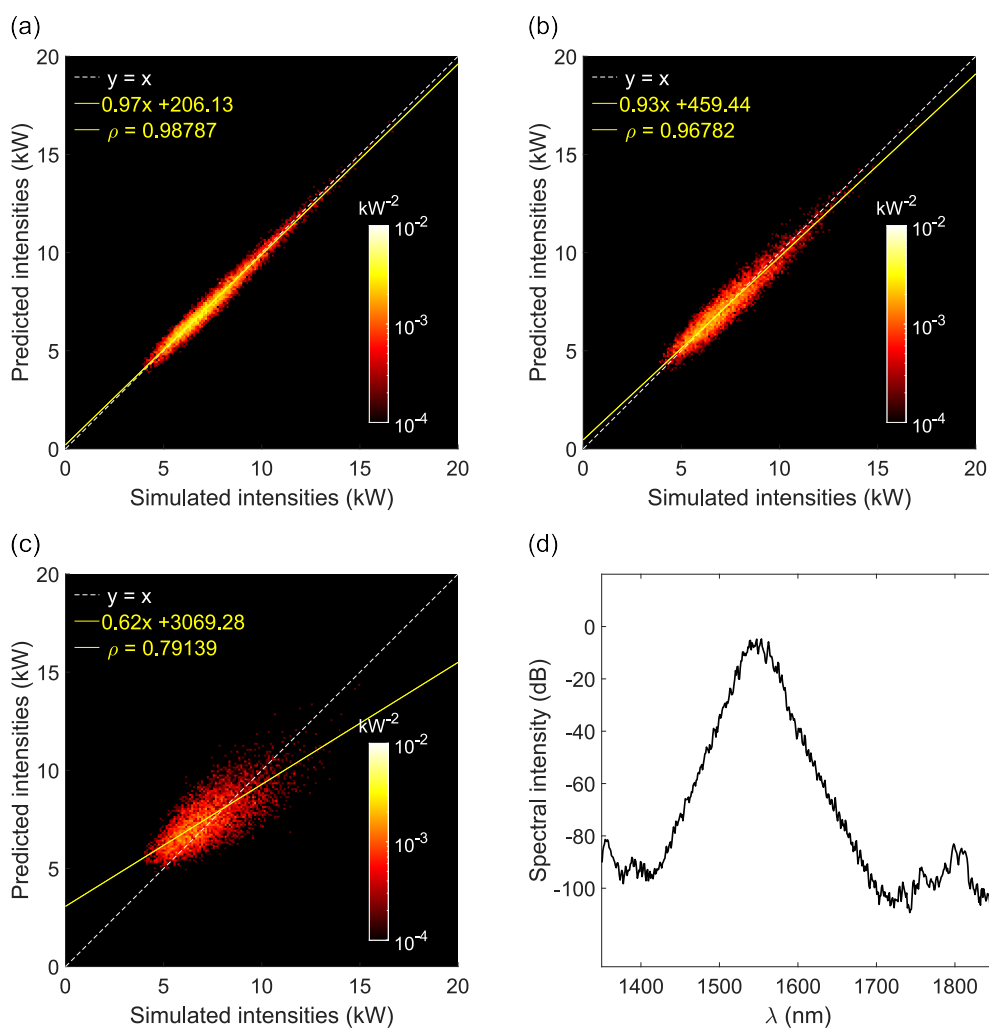 (a)
20
15
10
5
0
0 5 10 15 20
Predicted intensities (kW)
Simulated intensities (kW)
y = x
0.97x +206.13
ρ = 0.98787
kW⁻²
10⁻²
10⁻³
10⁻⁴
(b)
20
15
10
5
0
0 5 10 15 20
Predicted intensities (kW)
Simulated intensities (kW)
y = x
0.93x +459.44
ρ = 0.96782
kW⁻²
10⁻²
10⁻³
10⁻⁴
(c)
20
15
10
5
0
0 5 10 15 20
Predicted intensities (kW)
Simulated intensities (kW)
y = x
0.62x +3069.28
ρ = 0.79139
kW⁻²
10⁻²
10⁻³
10⁻⁴
(d)
0
-20
-40
-60
-80
-100
1400 1500 1600 1700 1800
Spectral intensity (dB)
λ (nm)